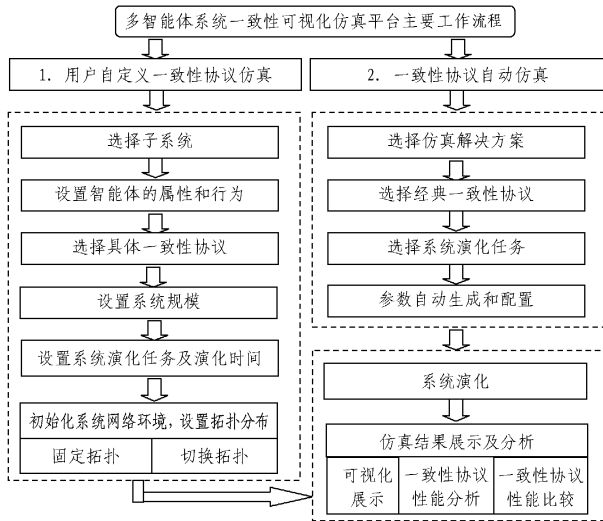 多智能体系统一致性可视化仿真平台主要工作流程
1. 用户自定义一致性协议仿真
选择子系统
设置智能体的属性和行为
选择具体一致性协议
设置系统规模
设置系统演化任务及演化时间
初始化系统网络环境,设置拓扑分布
固定拓扑
切换拓扑
2. 一致性协议自动仿真
选择仿真解决方案
选择经典一致性协议
选择系统演化任务
参数自动生成和配置
系统演化
仿真结果展示及分析
可视化
展示
一致性协议
性能分析
一致性协议
性能比较